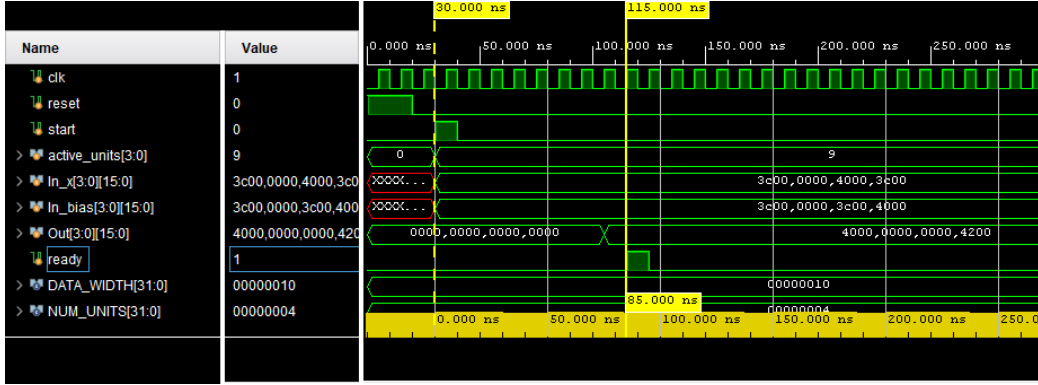 30.000 ns 115.000 ns
Name Value 0.000 ns 50.000 ns 100.000 ns 150.000 ns 200.000 ns 250.000 ns
clk 1
reset 0
start 0
active_units[3:0] 9 0 9
In_x[3:0][15:0] 3c00,0000,4000,3c0 XXXX... 3c00,0000,4000,3c00
In_bias[3:0][15:0] 3c00,0000,3c00,400 XXXX... 3c00,0000,3c00,4000
Out[3:0][15:0] 4000,0000,0000,420 0000,0000,0000,0000 4000,0000,0000,4200
ready 1
DATA_WIDTH[31:0] 00000010 00000010
85.000 ns
NUM_UNITS[31:0] 00000004 00000004
0.000 ns 50.000 ns 100.000 ns 150.000 ns 200.000 ns 250.0